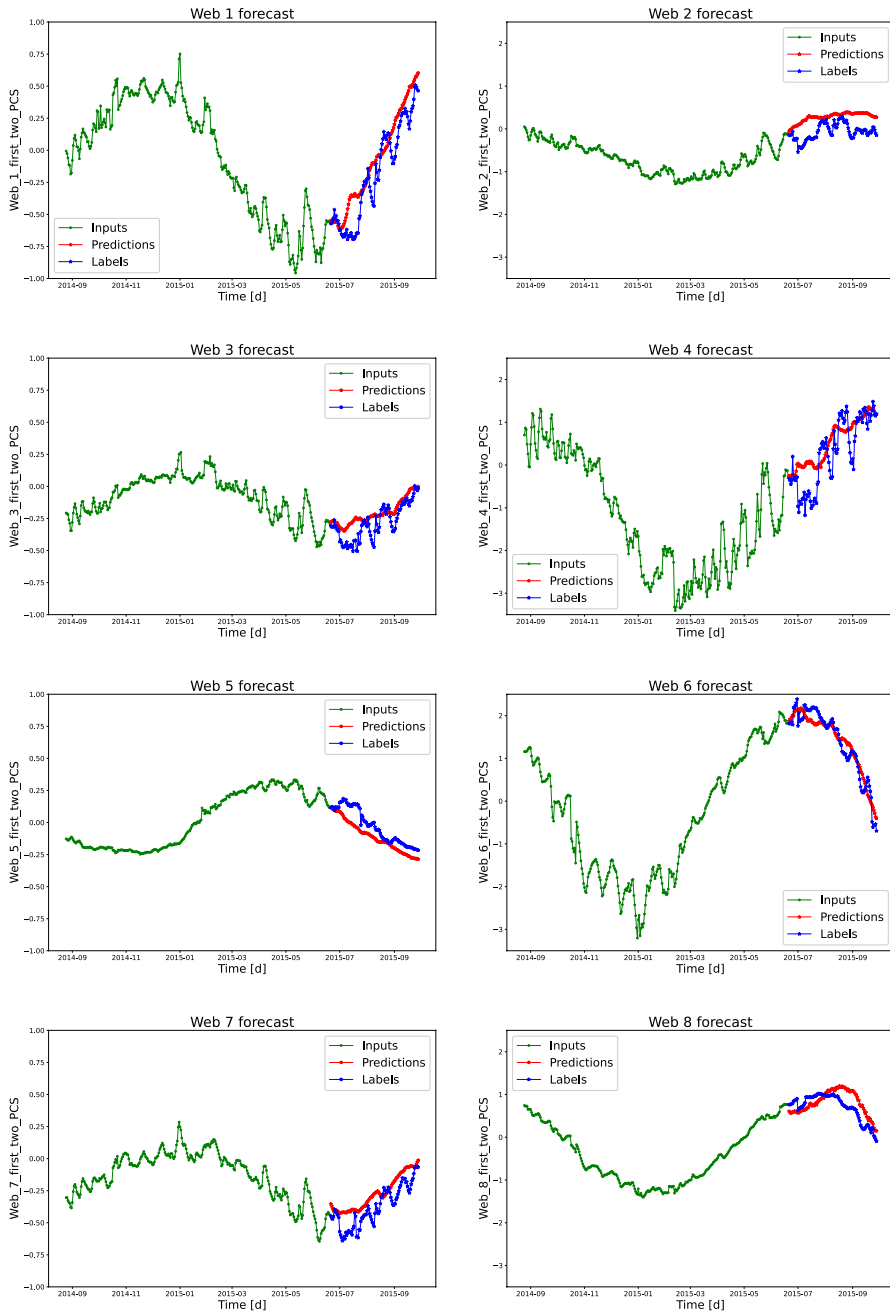 Web 1 forecast
1.00
0.75
0.50
0.25
0.00
−0.25
−0.50
−0.75
−1.00
Web_1_first_two_PCS
Inputs
Predictions
Labels
2014-09
2014-11
2015-01
2015-03
2015-05
2015-07
2015-09
Time [d]
Web 2 forecast
2
1
0
−1
−2
−3
Web_2_first_two_PCS
Inputs
Predictions
Labels
2014-09
2014-11
2015-01
2015-03
2015-05
2015-07
2015-09
Time [d]
Web 3 forecast
1.00
0.75
0.50
0.25
0.00
−0.25
−0.50
−0.75
−1.00
Web_3_first_two_PCS
Inputs
Predictions
Labels
2014-09
2014-11
2015-01
2015-03
2015-05
2015-07
2015-09
Time [d]
Web 4 forecast
2
1
0
−1
−2
−3
Web_4_first_two_PCS
Inputs
Predictions
Labels
2014-09
2014-11
2015-01
2015-03
2015-05
2015-07
2015-09
Time [d]
Web 5 forecast
1.00
0.75
0.50
0.25
0.00
−0.25
−0.50
−0.75
−1.00
Web_5_first_two_PCS
Inputs
Predictions
Labels
2014-09
2014-11
2015-01
2015-03
2015-05
2015-07
2015-09
Time [d]
Web 6 forecast
2
1
0
−1
−2
−3
Web_6_first_two_PCS
Inputs
Predictions
Labels
2014-09
2014-11
2015-01
2015-03
2015-05
2015-07
2015-09
Time [d]
Web 7 forecast
1.00
0.75
0.50
0.25
0.00
−0.25
−0.50
−0.75
−1.00
Web_7_first_two_PCS
Inputs
Predictions
Labels
2014-09
2014-11
2015-01
2015-03
2015-05
2015-07
2015-09
Time [d]
Web 8 forecast
2
1
0
−1
−2
−3
Web_8_first_two_PCS
Inputs
Predictions
Labels
2014-09
2014-11
2015-01
2015-03
2015-05
2015-07
2015-09
Time [d]